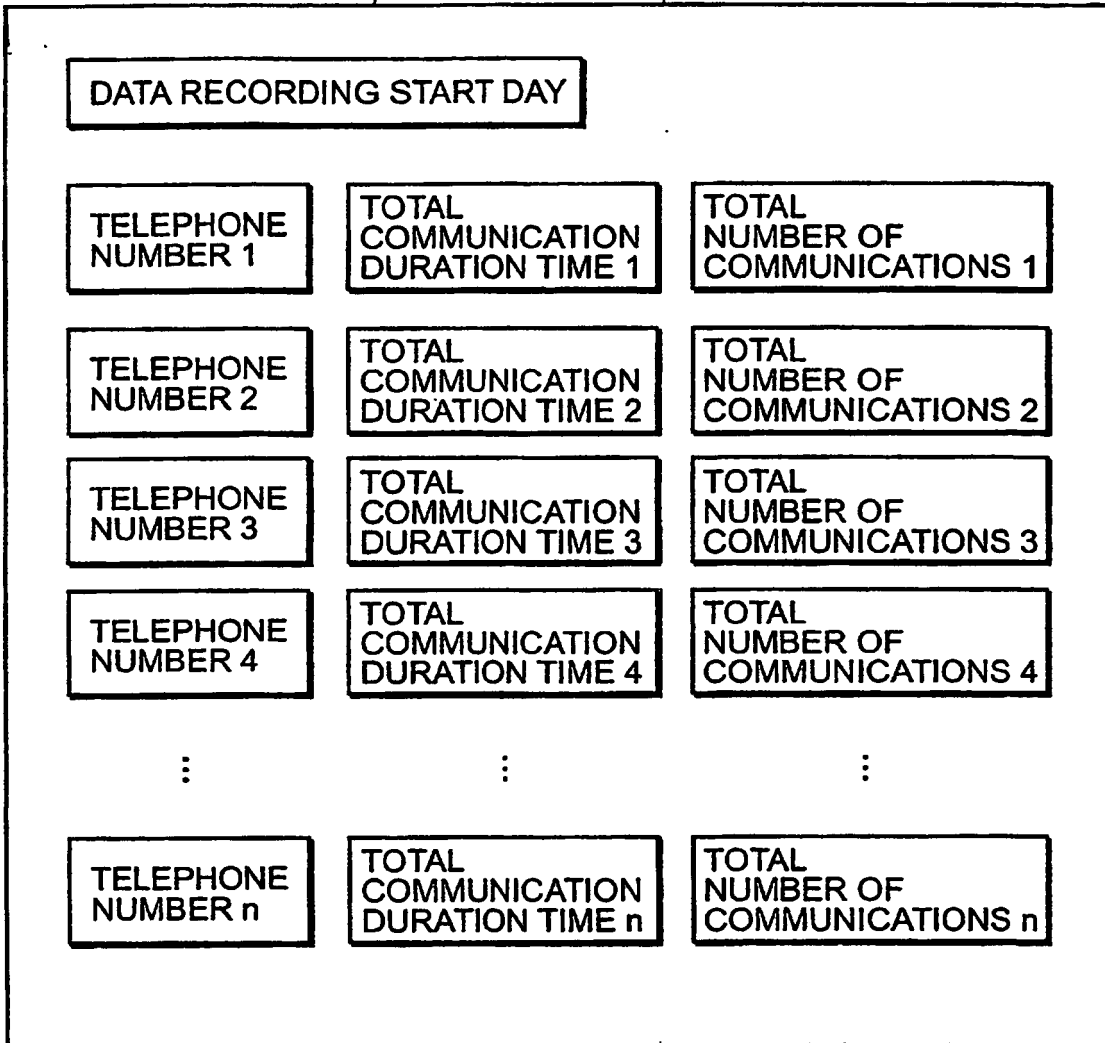 DATA RECORDING START DAY
TELEPHONE
NUMBER 1
TOTAL
COMMUNICATION
DURATION TIME 1
TOTAL
NUMBER OF
COMMUNICATIONS 1
TELEPHONE
NUMBER 2
TOTAL
COMMUNICATION
DURATION TIME 2
TOTAL
NUMBER OF
COMMUNICATIONS 2
TELEPHONE
NUMBER 3
TOTAL
COMMUNICATION
DURATION TIME 3
TOTAL
NUMBER OF
COMMUNICATIONS 3
TELEPHONE
NUMBER 4
TOTAL
COMMUNICATION
DURATION TIME 4
TOTAL
NUMBER OF
COMMUNICATIONS 4
⋮ ⋮ ⋮
TELEPHONE
NUMBER n
TOTAL
COMMUNICATION
DURATION TIME n
TOTAL
NUMBER OF
COMMUNICATIONS n